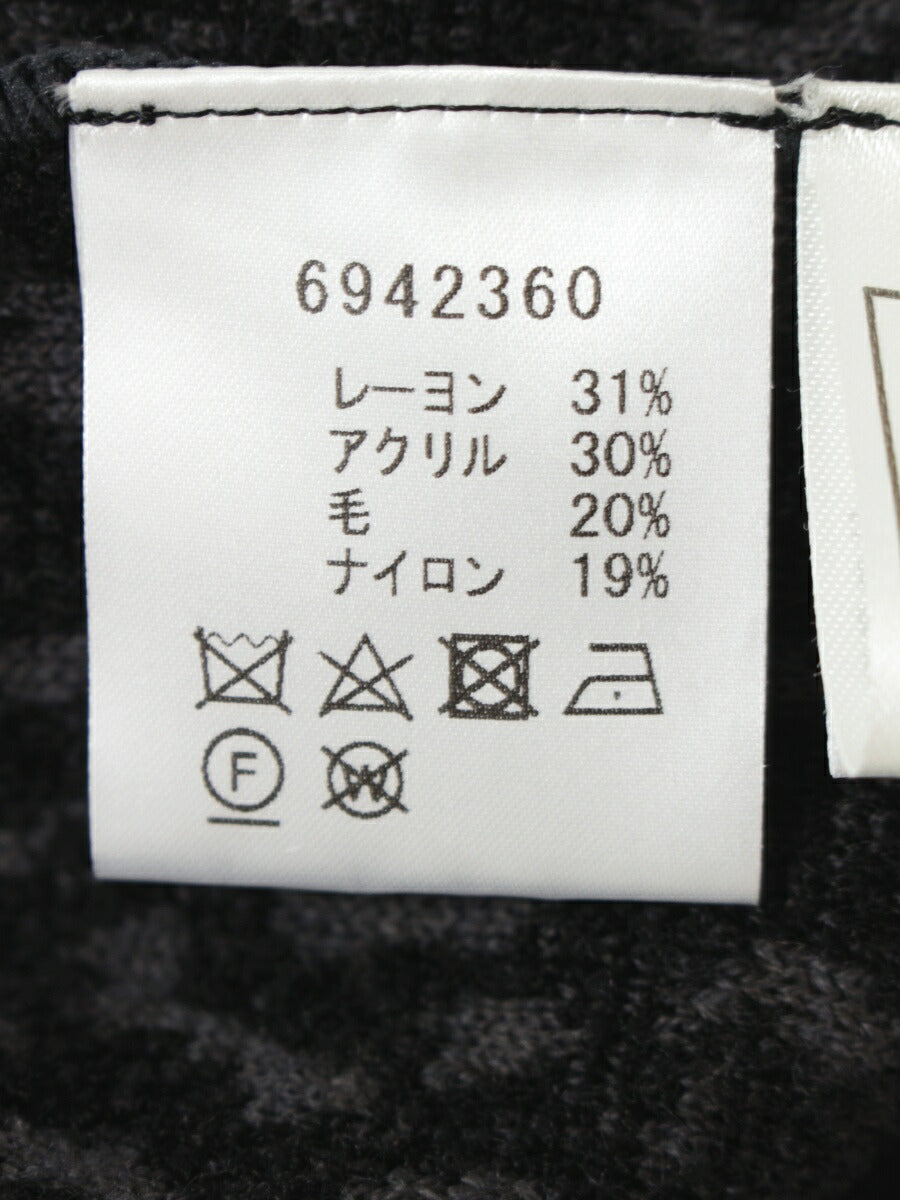 6942360
レーヨン 31%
アクリル 30%
毛 20%
ナイロン 19%
F
W